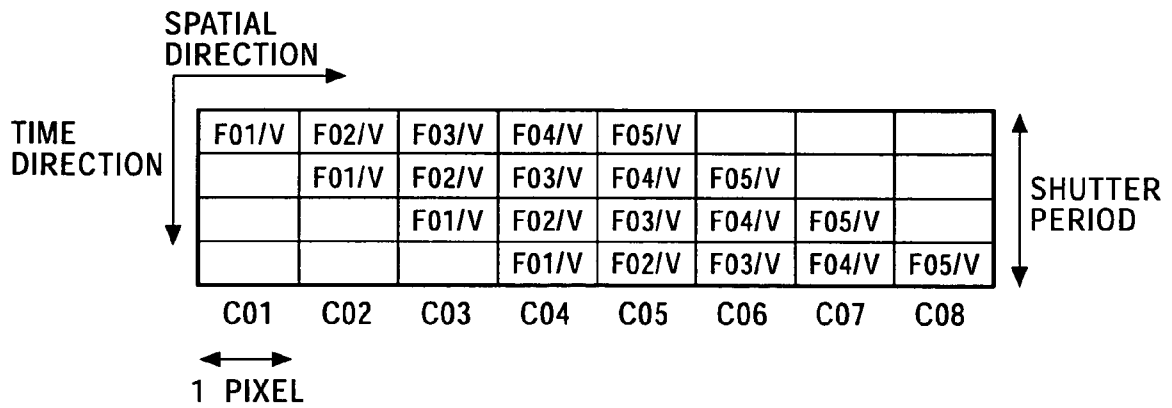 SPATIAL
DIRECTION
TIME
DIRECTION
F01/V F02/V F03/V F04/V F05/V
F01/V F02/V F03/V F04/V F05/V
F01/V F02/V F03/V F04/V F05/V
F01/V F02/V F03/V F04/V F05/V
SHUTTER
PERIOD
C01 C02 C03 C04 C05 C06 C07 C08
1 PIXEL